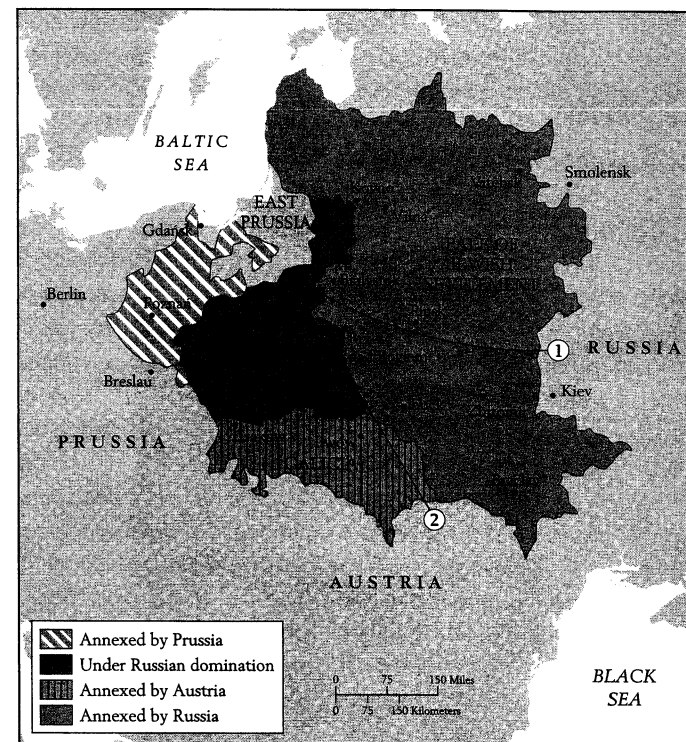 BALTIC
SEA
Smolensk
EAST
PRUSSIA
Gdańsk
Berlin
Poznań
1
RUSSIA
Breslau
Kiev
PRUSSIA
2
AUSTRIA
Annexed by Prussia
Under Russian domination
Annexed by Austria
Annexed by Russia
0 75 150 Miles
0 75 150 Kilometers
BLACK
SEA